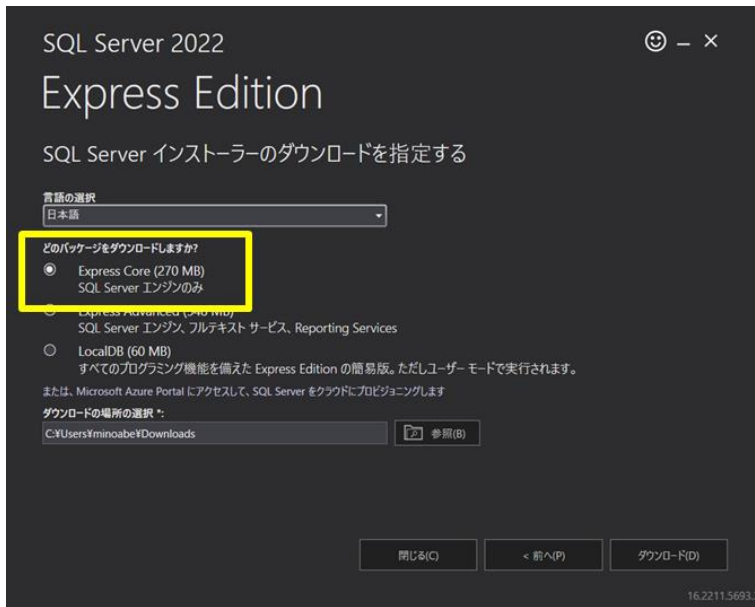 SQL Server 2022
Express Edition
SQL Server インストーラーのダウンロードを指定する
言語の選択
日本語
どのパッケージをダウンロードしますか?
Express Core (270 MB)
SQL Server エンジンのみ
Express Advanced (546 MB)
SQL Server エンジン、フルテキスト サービス、Reporting Services
LocalDB (60 MB)
すべてのプログラミング機能を備えた Express Edition の簡易版。ただしユーザー モードで実行されます。
または、Microsoft Azure Portal にアクセスして、SQL Server をクラウドにプロビジョニングします
ダウンロードの場所の選択 *:
C:¥Users¥minoabe¥Downloads
参照(B)
閉じる(C)
< 前へ(P)
ダウンロード(D)
16.2211.5693.